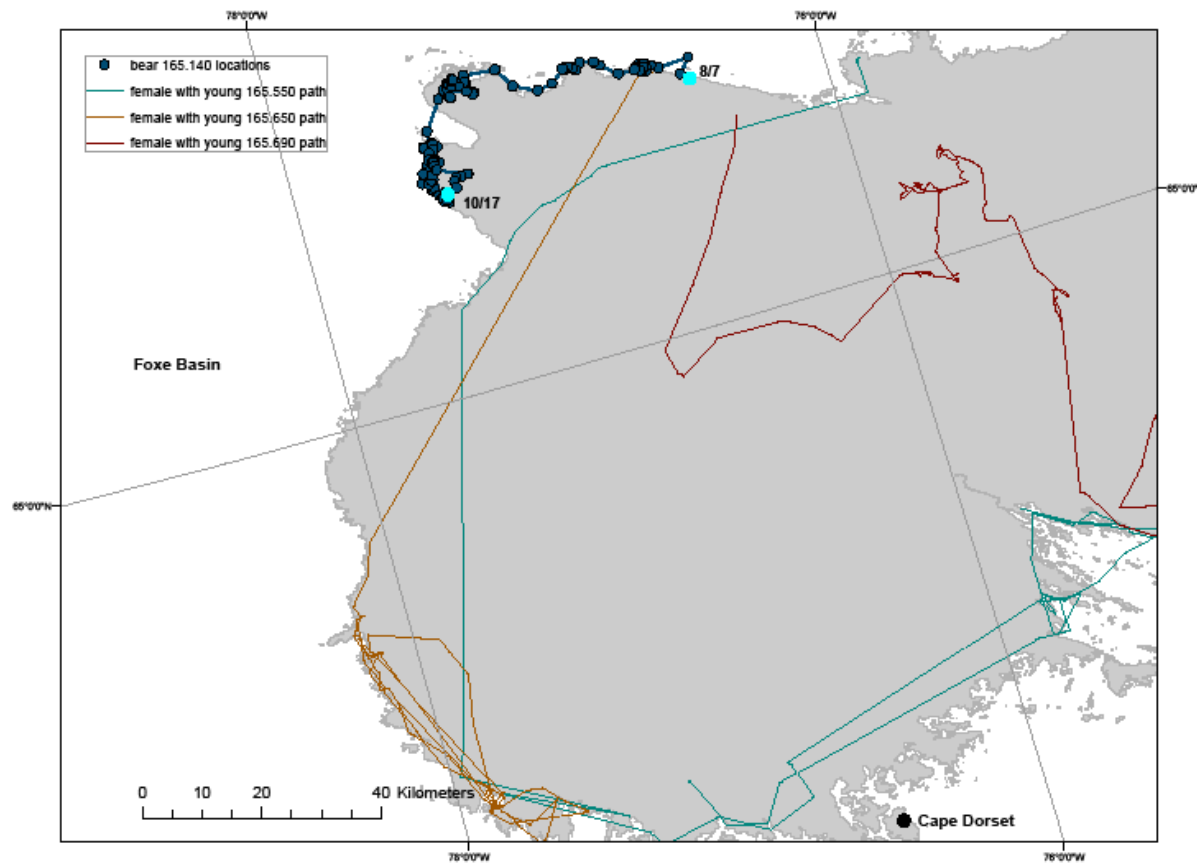 78°0'0"W
76°0'0"W
bear 165.140 locations
female with young 165.550 path
female with young 165.650 path
female with young 165.690 path
8/7
10/17
65°0'0"N
Foxe Basin
65°0'0"N
0 10 20 40 Kilometers
Cape Dorset
78°0'0"W
76°0'0"W